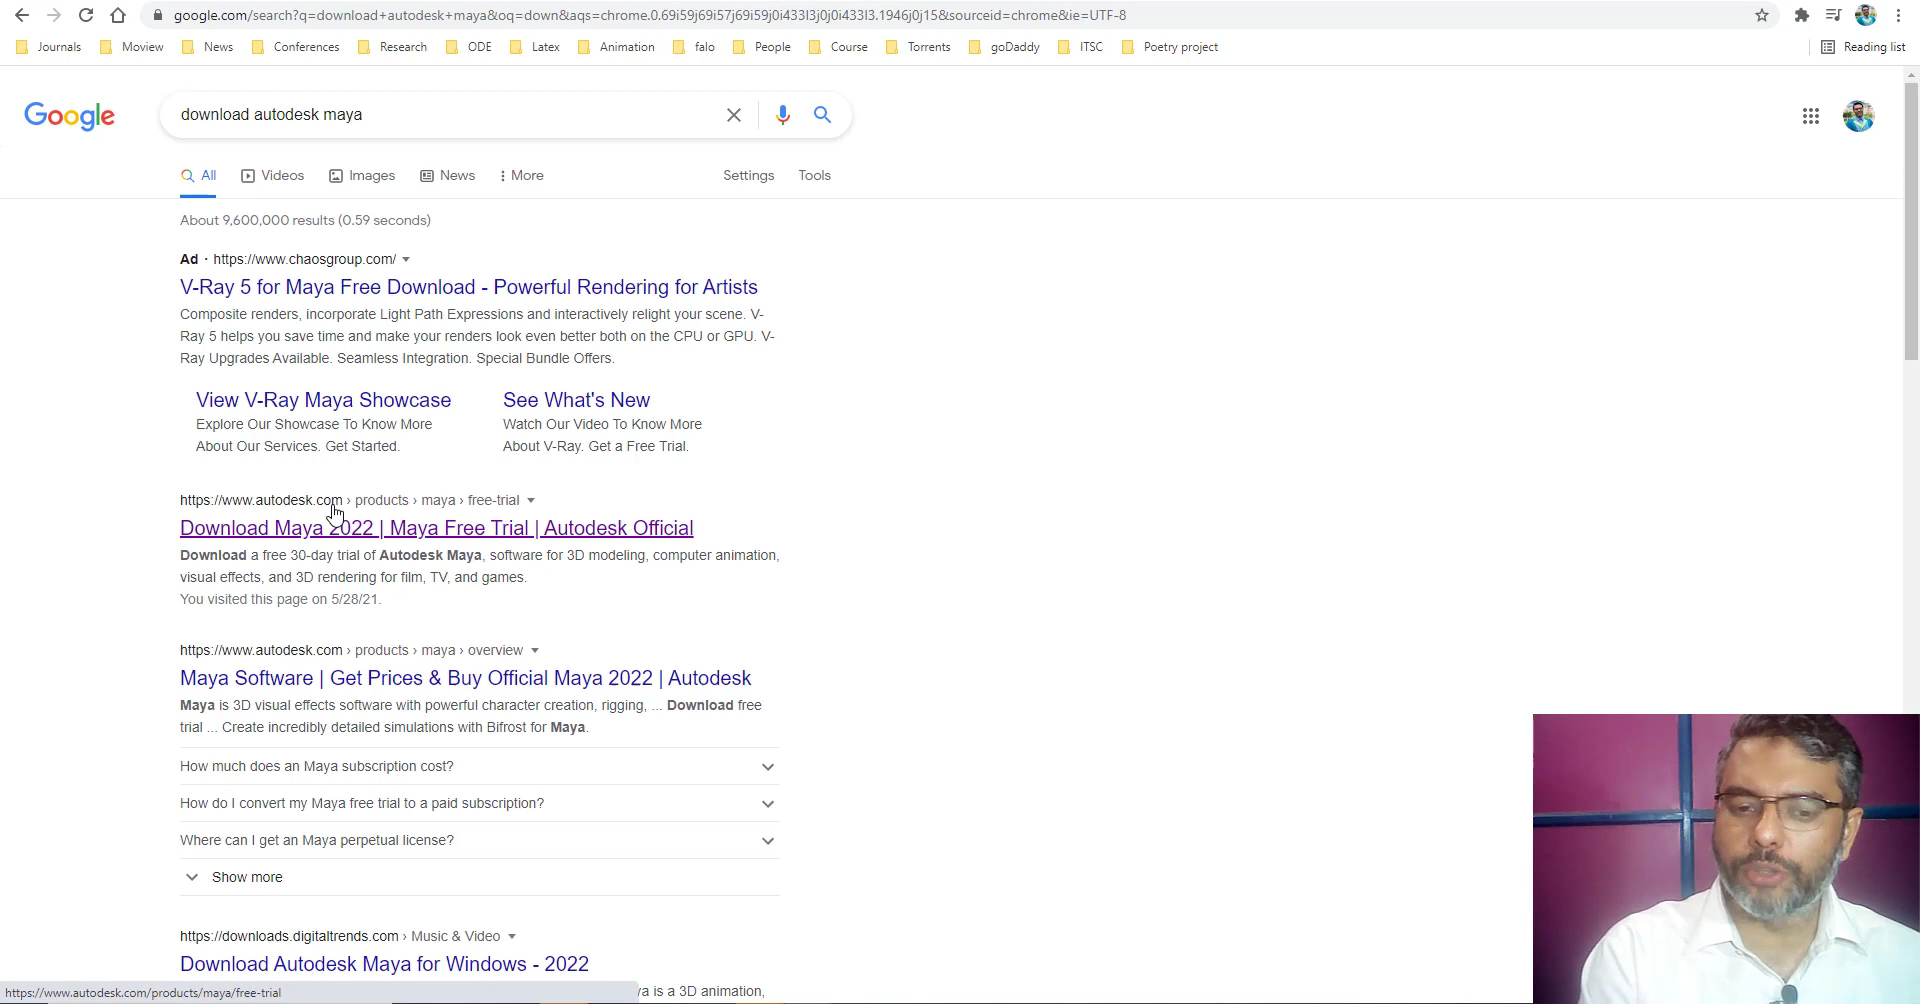 google.com/search?q=download+autodesk+maya&oq=down&aqs=chrome.0.69i59j69i57j69i59j0i433l3j0j0i433l3.1946j0j15&sourceid=chrome&ie=UTF-8
Journals Moview News Conferences Research ODE Latex Animation falo People Course Torrents goDaddy ITSC Poetry project Reading list
Google download autodesk maya
All Videos Images News More Settings Tools
About 9,600,000 results (0.59 seconds)
Ad · https://www.chaosgroup.com/
V-Ray 5 for Maya Free Download - Powerful Rendering for Artists
Composite renders, incorporate Light Path Expressions and interactively relight your scene. V-
Ray 5 helps you save time and make your renders look even better both on the CPU or GPU. V-
Ray Upgrades Available. Seamless Integration. Special Bundle Offers.
View V-Ray Maya Showcase See What's New
Explore Our Showcase To Know More Watch Our Video To Know More
About Our Services. Get Started. About V-Ray. Get a Free Trial.
https://www.autodesk.com › products › maya › free-trial
Download Maya 2022 | Maya Free Trial | Autodesk Official
Download a free 30-day trial of Autodesk Maya, software for 3D modeling, computer animation,
visual effects, and 3D rendering for film, TV, and games.
You visited this page on 5/28/21.
https://www.autodesk.com › products › maya › overview
Maya Software | Get Prices & Buy Official Maya 2022 | Autodesk
Maya is 3D visual effects software with powerful character creation, rigging, ... Download free
trial ... Create incredibly detailed simulations with Bifrost for Maya.
How much does an Maya subscription cost?
How do I convert my Maya free trial to a paid subscription?
Where can I get an Maya perpetual license?
Show more
https://downloads.digitaltrends.com › Music & Video
Download Autodesk Maya for Windows - 2022
https://www.autodesk.com/products/maya/free-trial ya is a 3D animation,